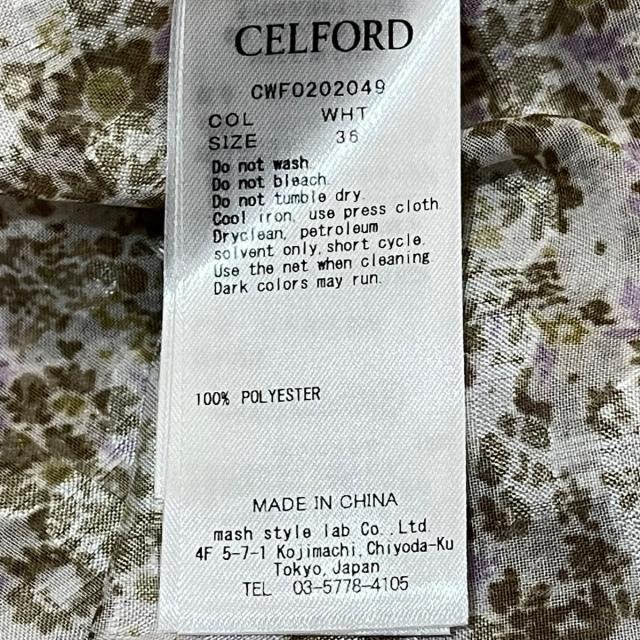 CELFORD
CWF0202049
COL WHT
SIZE 36
Do not wash.
Do not bleach.
Do not tumble dry.
Cool iron, use press cloth.
Dryclean, petroleum
solvent only, short cycle.
Use the net when cleaning.
Dark colors may run.
100% POLYESTER
MADE IN CHINA
mash style lab Co., Ltd.
4F 5-7-1 Kojimachi, Chiyoda-Ku
Tokyo, Japan
TEL 03-5778-4105